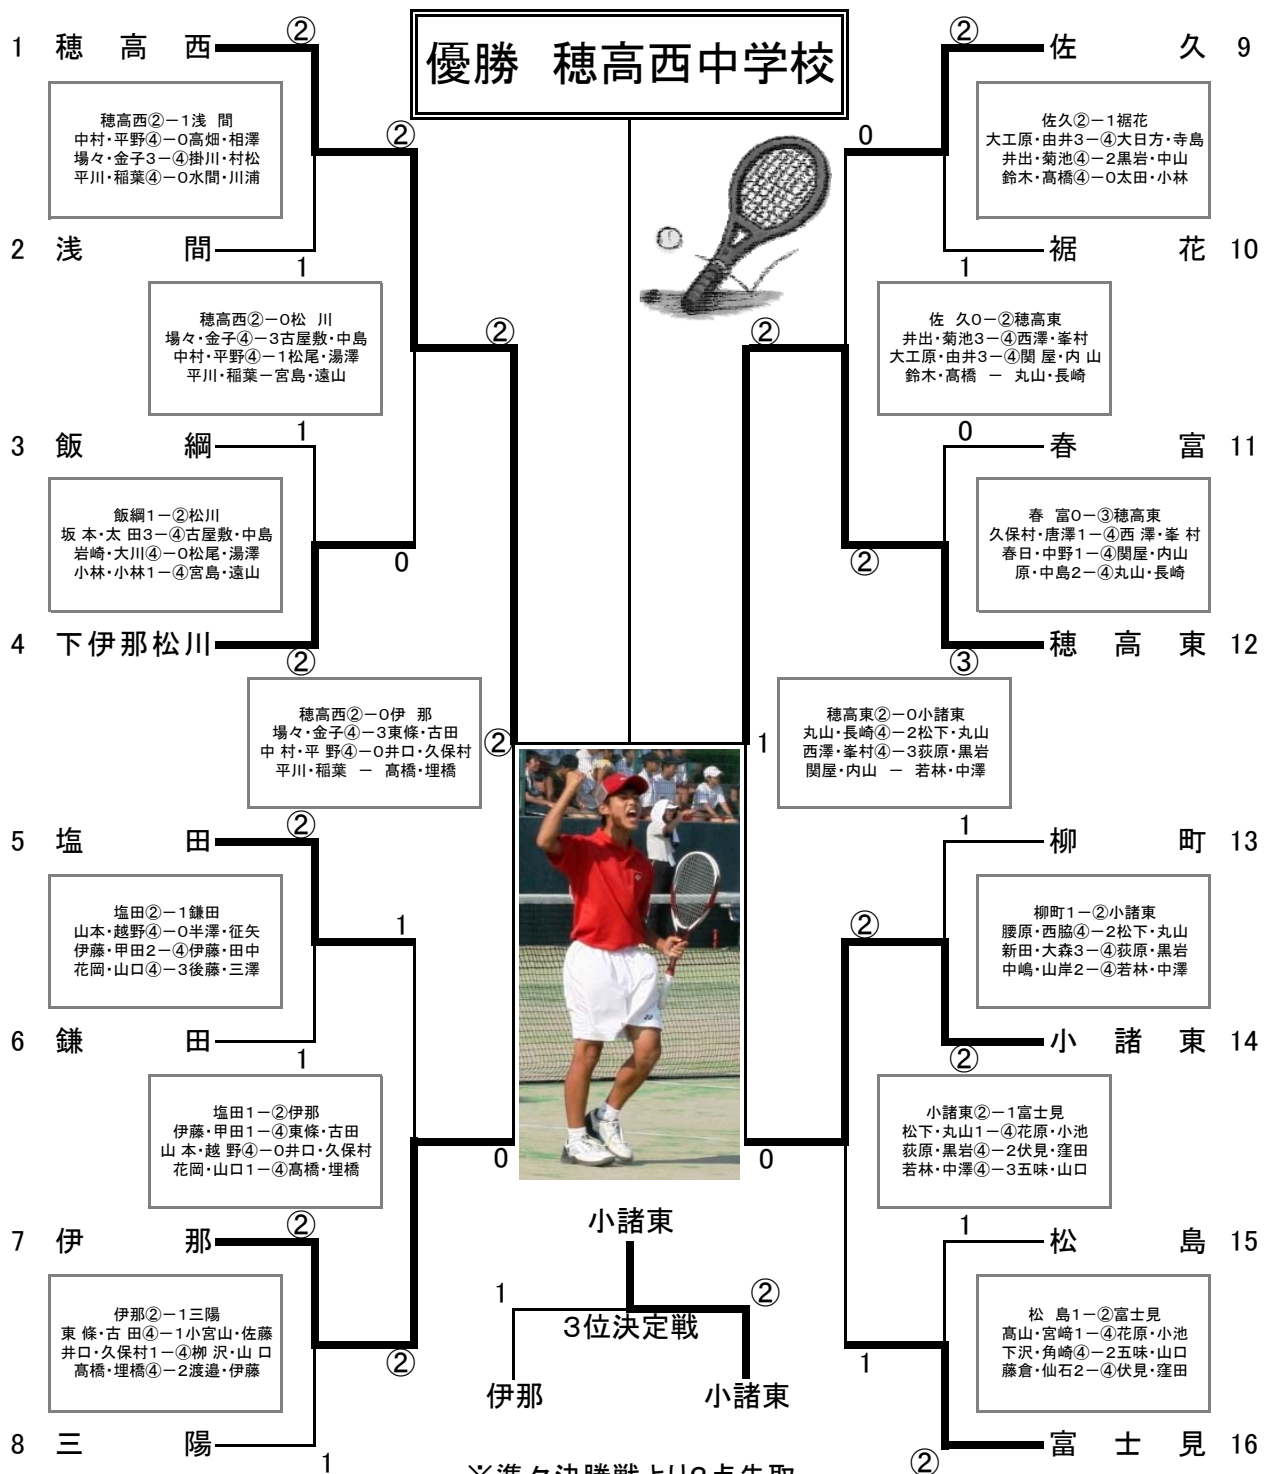 優勝 穂高西中学校
1 穂高西 ②
穂高西②－1浅 間
中村・平野④－0高畑・相澤
場々・金子3－④掛川・村松
平川・稲葉④－0水間・川浦
②
2 浅間 1
穂高西②－0松 川
場々・金子④－3古屋敷・中島
中村・平野④－1松尾・湯澤
平川・稲葉－宮島・遠山
②
3 飯綱 1
飯綱1－②松川
坂 本・太 田3－④古屋敷・中島
岩崎・大川④－0松尾・湯澤
小林・小林1－④宮島・遠山
0
4 下伊那松川 ②
穂高西②－0伊 那
場々・金子④－3東條・古田
中 村・平 野④－0井口・久保村
平川・稲葉 － 髙橋・埋橋
②
5 塩田 ②
塩田②－1鎌田
山本・越野④－0半澤・征矢
伊藤・甲田2－④伊藤・田中
花岡・山口④－3後藤・三澤
1
6 鎌田 1
塩田1－②伊那
伊藤・甲田1－④東條・古田
山 本・越 野④－0井口・久保村
花岡・山口1－④髙橋・埋橋
0
7 伊那 ②
伊那②－1三陽
東 條・古 田④－1小宮山・佐藤
井口・久保村1－④栁 沢・山 口
髙橋・埋橋④－2渡邉・伊藤
②
8 三陽 1
② 佐久 9
佐久②－1裾花
大工原・由井3－④大日方・寺島
井出・菊池④－2黒岩・中山
鈴木・髙橋④－0太田・小林
0
1 裾花 10
佐 久0－②穂高東
井出・菊池3－④西澤・峯村
大工原・由井3－④関 屋・内 山
鈴木・髙橋 － 丸山・長崎
②
0 春富 11
春 富0－③穂高東
久保村・唐澤1－④西 澤・峯 村
春日・中野1－④関屋・内山
原・中島2－④丸山・長崎
②
③ 穂高東 12
穂高東②－0小諸東
丸山・長崎④－2松下・丸山
西澤・峯村④－3荻原・黒岩
関屋・内山 － 若林・中澤
1
1 柳町 13
柳町1－②小諸東
腰原・西脇④－2松下・丸山
新田・大森3－④荻原・黒岩
中嶋・山岸2－④若林・中澤
②
② 小諸東 14
小諸東②－1富士見
松下・丸山1－④花原・小池
荻原・黒岩④－2伏見・窪田
若林・中澤④－3五味・山口
0
1 松島 15
松 島1－②富士見
髙山・宮﨑1－④花原・小池
下沢・角崎④－2五味・山口
藤倉・仙石2－④伏見・窪田
1
② 富士見 16
小諸東
1 ②
3位決定戦
伊那 小諸東